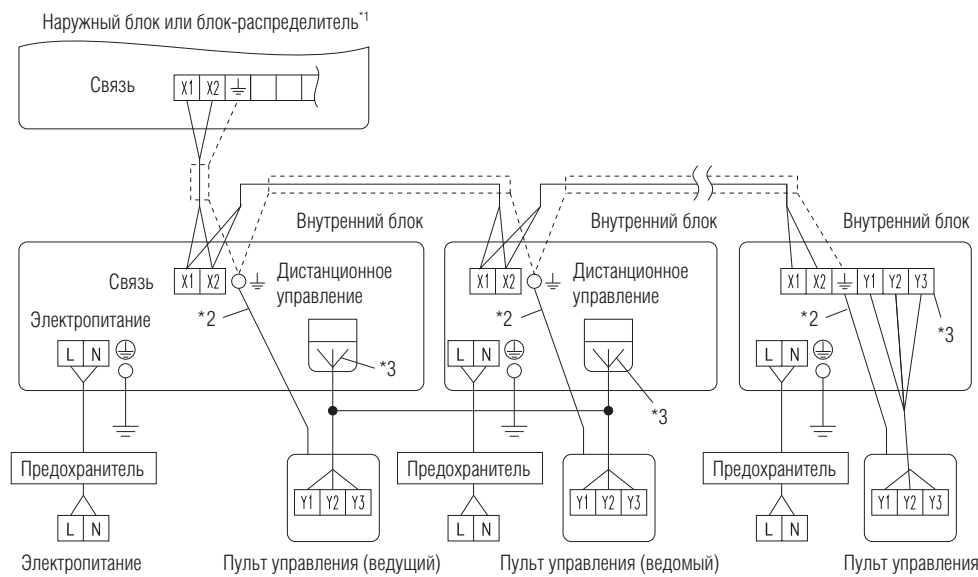 Наружный блок или блок-распределитель*1
Связь
X1 X2
Внутренний блок
Внутренний блок
Внутренний блок
Связь
X1 X2
Дистанционное
управление
X1 X2
Дистанционное
управление
X1 X2 Y1 Y2 Y3
*2
*2
*2
*3
Электропитание
L N
*3
L N
*3
L N
Предохранитель
Предохранитель
Предохранитель
Y1 Y2 Y3
Y1 Y2 Y3
Y1 Y2 Y3
L N
L N
L N
Электропитание
Пульт управления (ведущий)
Пульт управления (ведомый)
Пульт управления